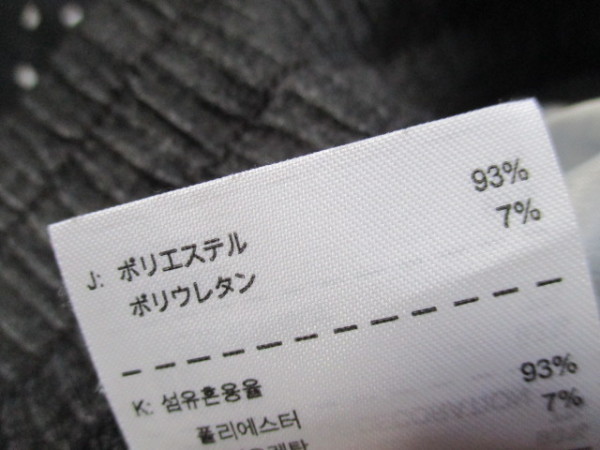 J: ポリエステル 93%
ポリウレタン 7%
K: 섬유혼용율
폴리에스터 93%
7%